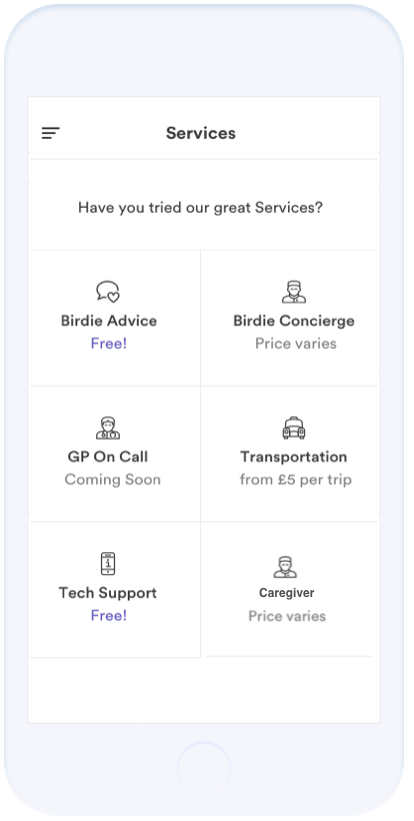 Services
Have you tried our great Services?
Birdie Advice
Free!
Birdie Concierge
Price varies
GP On Call
Coming Soon
Transportation
from £5 per trip
Tech Support
Free!
Caregiver
Price varies